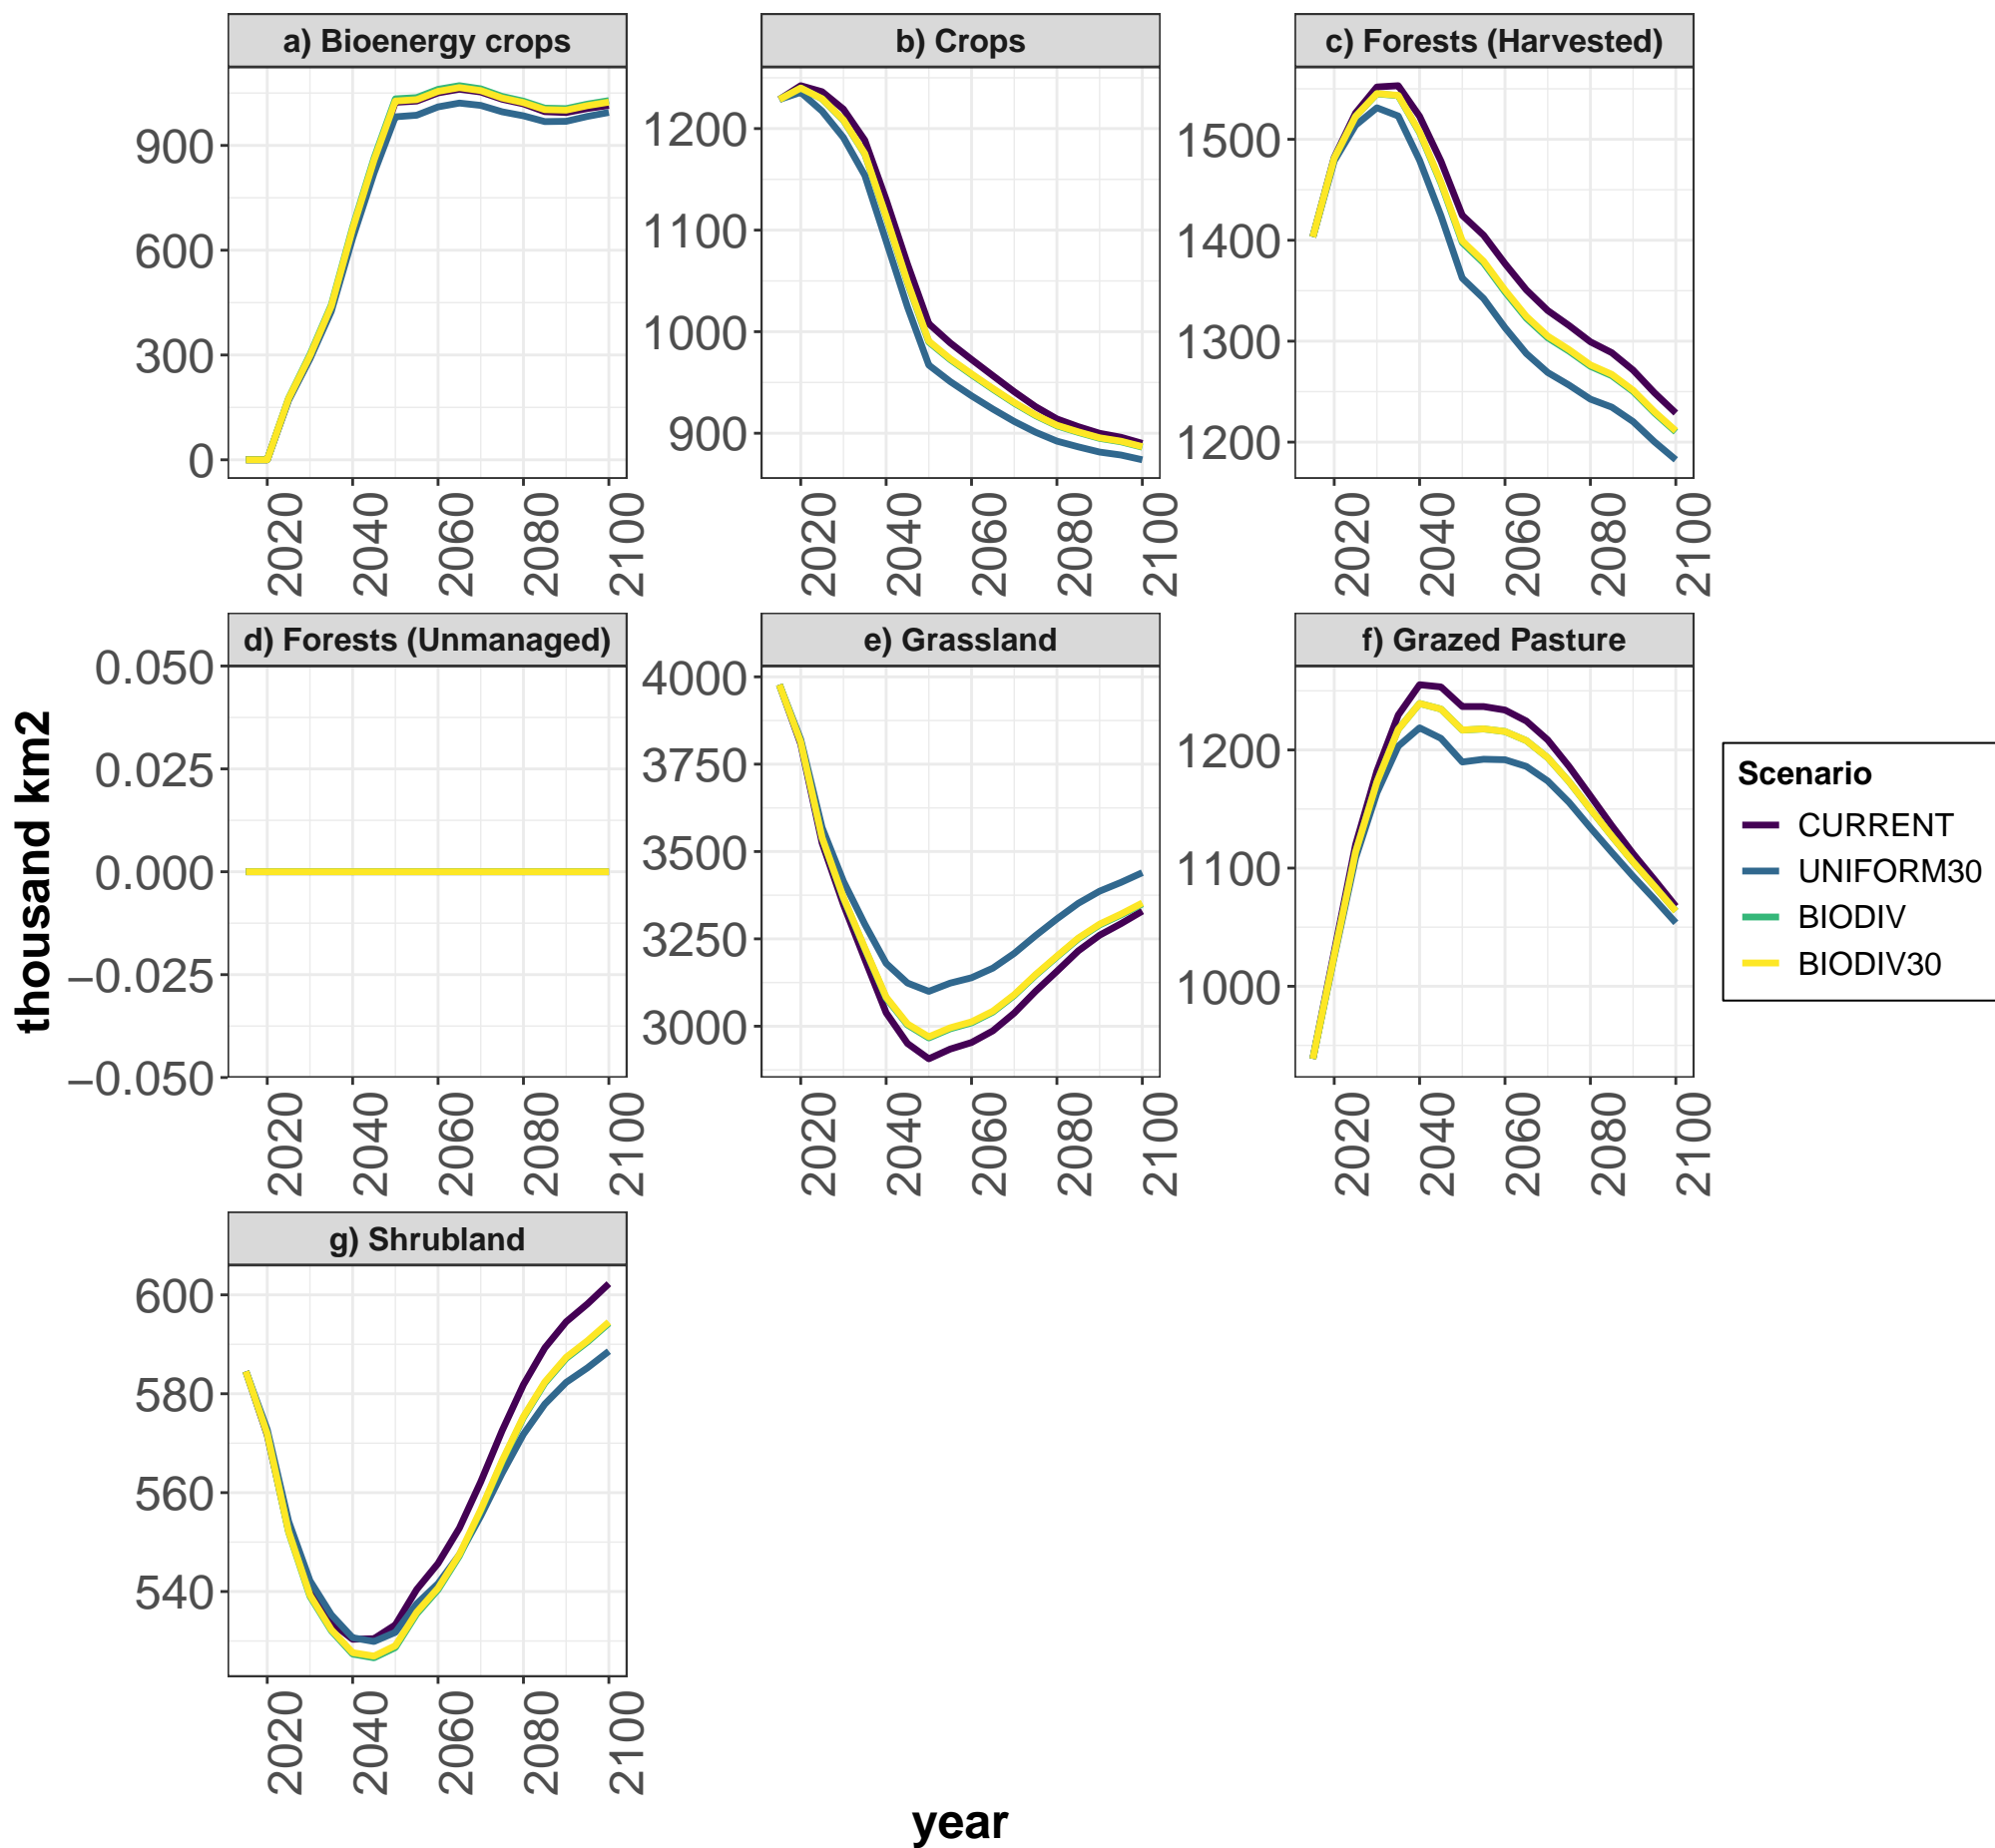 a) Bioenergy crops
b) Crops
c) Forests (Harvested)
900
600
300
0
1200
1100
1000
900
1500
1400
1300
1200
2020 2040 2060 2080 2100
2020 2040 2060 2080 2100
2020 2040 2060 2080 2100
d) Forests (Unmanaged)
e) Grassland
f) Grazed Pasture
thousand km2
0.050
0.025
0.000
−0.025
−0.050
4000
3750
3500
3250
3000
1200
1100
1000
2020 2040 2060 2080 2100
2020 2040 2060 2080 2100
2020 2040 2060 2080 2100
Scenario
CURRENT
UNIFORM30
BIODIV
BIODIV30
g) Shrubland
600
580
560
540
2020 2040 2060 2080 2100
year